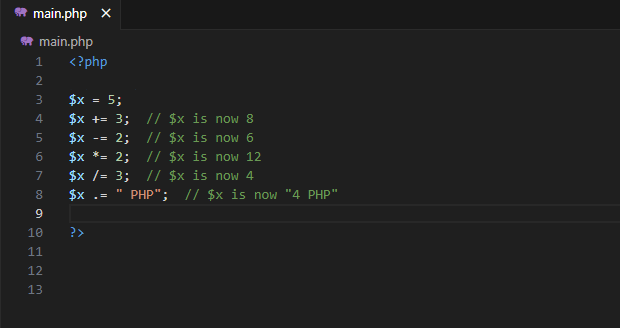 main.php ×
main.php
1 <?php
2
3 $x = 5;
4 $x += 3;  // $x is now 8
5 $x -= 2;  // $x is now 6
6 $x *= 2;  // $x is now 12
7 $x /= 3;  // $x is now 4
8 $x .= " PHP";  // $x is now "4 PHP"
9
10 ?>
11
12
13